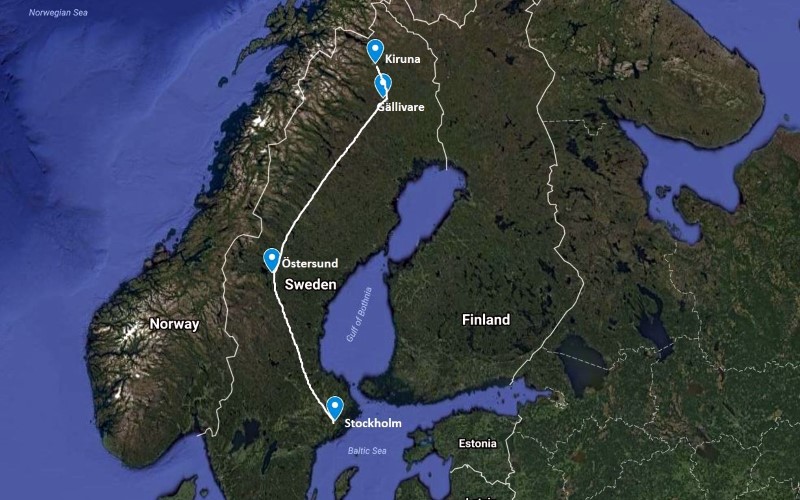 Norwegian Sea
Kiruna
Gällivare
Östersund
Sweden
Gulf of Bothnia
Norway
Finland
Stockholm
Estonia
Baltic Sea